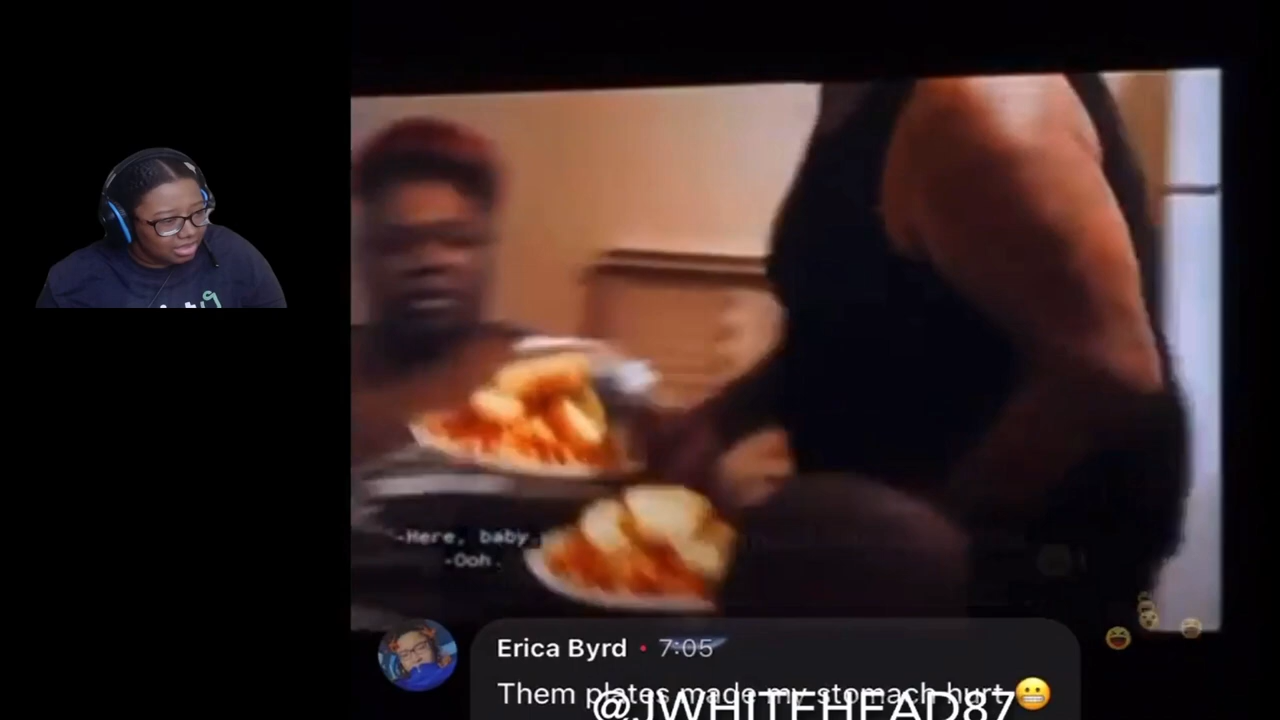 -Here, baby
-Ooh.
Erica Byrd • 7:05
Them plates made my stomach hurt 😬
@JWHITEHEAD87